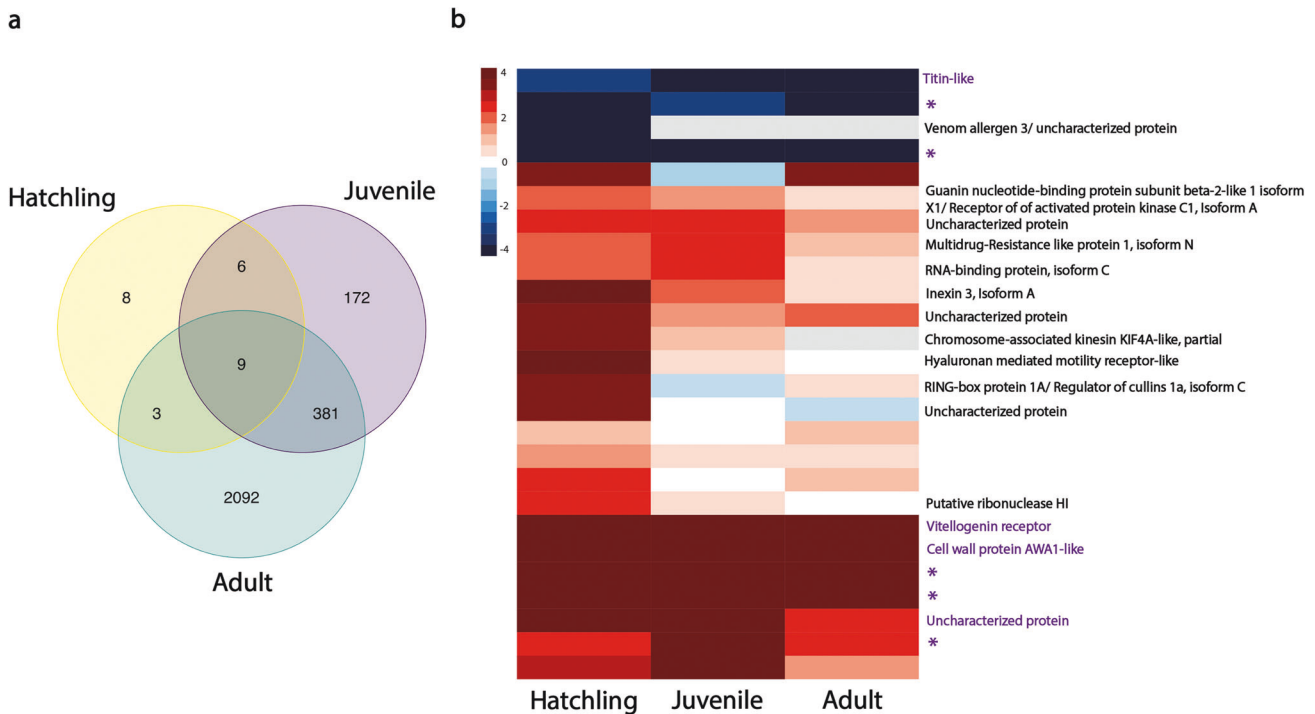 a
Hatchling
Juvenile
6
8
172
9
3
381
2092
Adult
b
4
2
0
-2
-4
Titin-like
*
Venom allergen 3/ uncharacterized protein
*
Guanin nucleotide-binding protein subunit beta-2-like 1 isoform
X1/ Receptor of of activated protein kinase C1, Isoform A
Uncharacterized protein
Multidrug-Resistance like protein 1, isoform N
RNA-binding protein, isoform C
Inexin 3, Isoform A
Uncharacterized protein
Chromosome-associated kinesin KIF4A-like, partial
Hyaluronan mediated motility receptor-like
RING-box protein 1A/ Regulator of cullins 1a, isoform C
Uncharacterized protein
Putative ribonuclease HI
Vitellogenin receptor
Cell wall protein AWA1-like
*
*
Uncharacterized protein
*
Hatchling
Juvenile
Adult